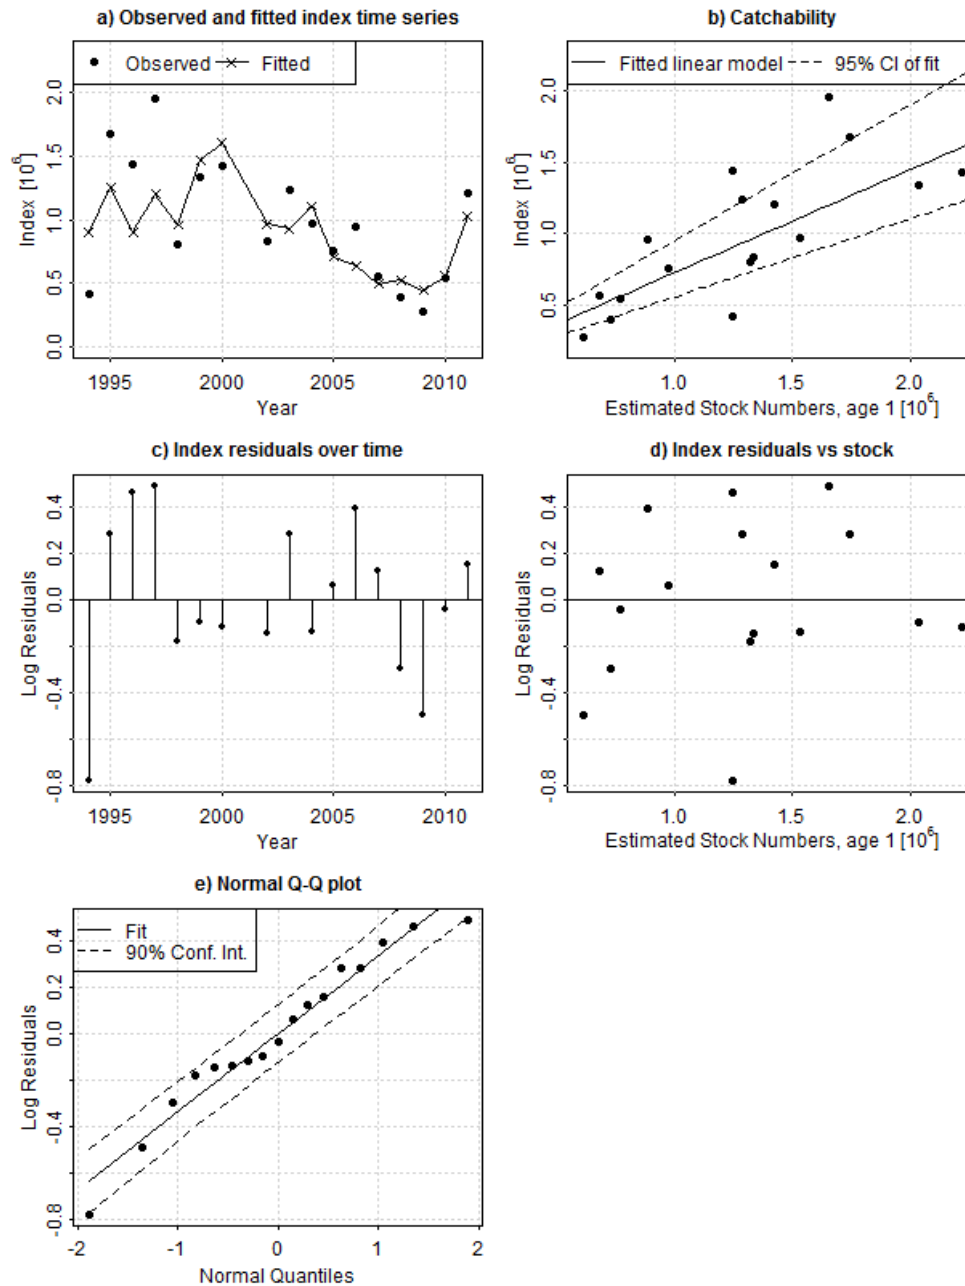 a) Observed and fitted index time series
Observed Fitted
2.0
1.5
1.0
0.5
0.0
Index [10^6]
1995 2000 2005 2010
Year
b) Catchability
Fitted linear model 95% CI of fit
2.0
1.5
1.0
0.5
Index [10^6]
1.0 1.5 2.0
Estimated Stock Numbers, age 1 [10^6]
c) Index residuals over time
0.4
0.2
0.0
-0.4
-0.8
Log Residuals
1995 2000 2005 2010
Year
d) Index residuals vs stock
0.4
0.2
0.0
-0.4
-0.8
Log Residuals
1.0 1.5 2.0
Estimated Stock Numbers, age 1 [10^6]
e) Normal Q-Q plot
Fit
90% Conf. Int.
0.4
0.2
0.0
-0.4
-0.8
Log Residuals
-2 -1 0 1 2
Normal Quantiles